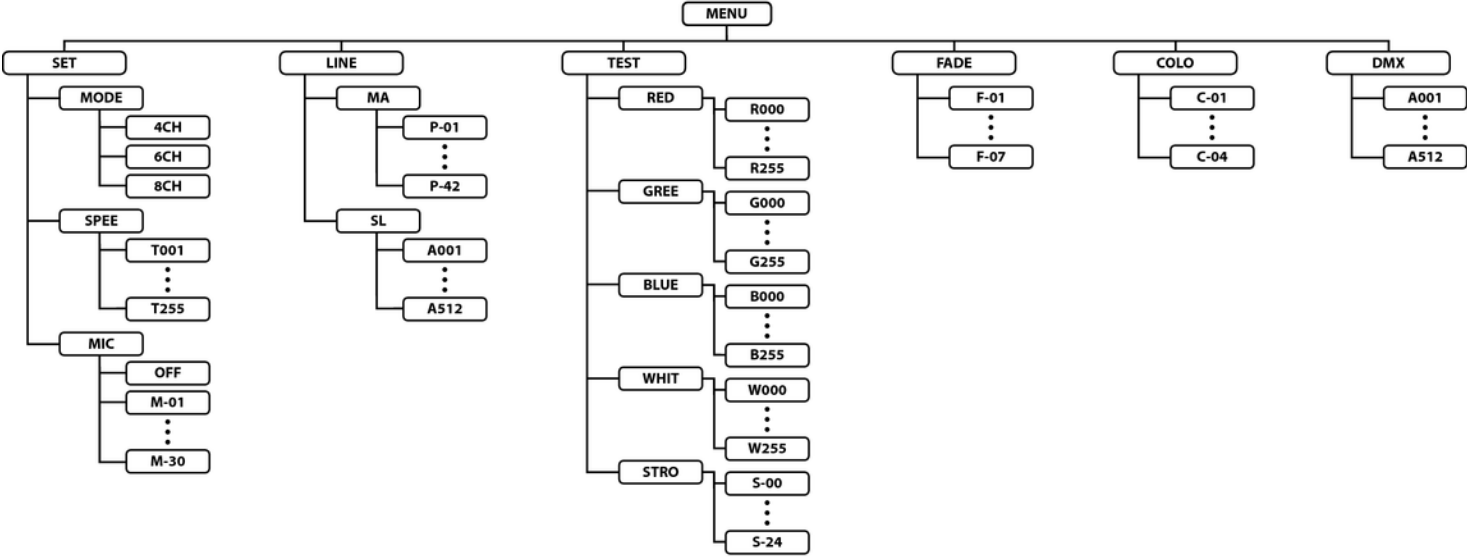 MENU
SET
MODE
4CH
6CH
8CH
SPEE
T001
T255
MIC
OFF
M-01
M-30
LINE
MA
P-01
P-42
SL
A001
A512
TEST
RED
R000
R255
GREE
G000
G255
BLUE
B000
B255
WHIT
W000
W255
STRO
S-00
S-24
FADE
F-01
F-07
COLO
C-01
C-04
DMX
A001
A512